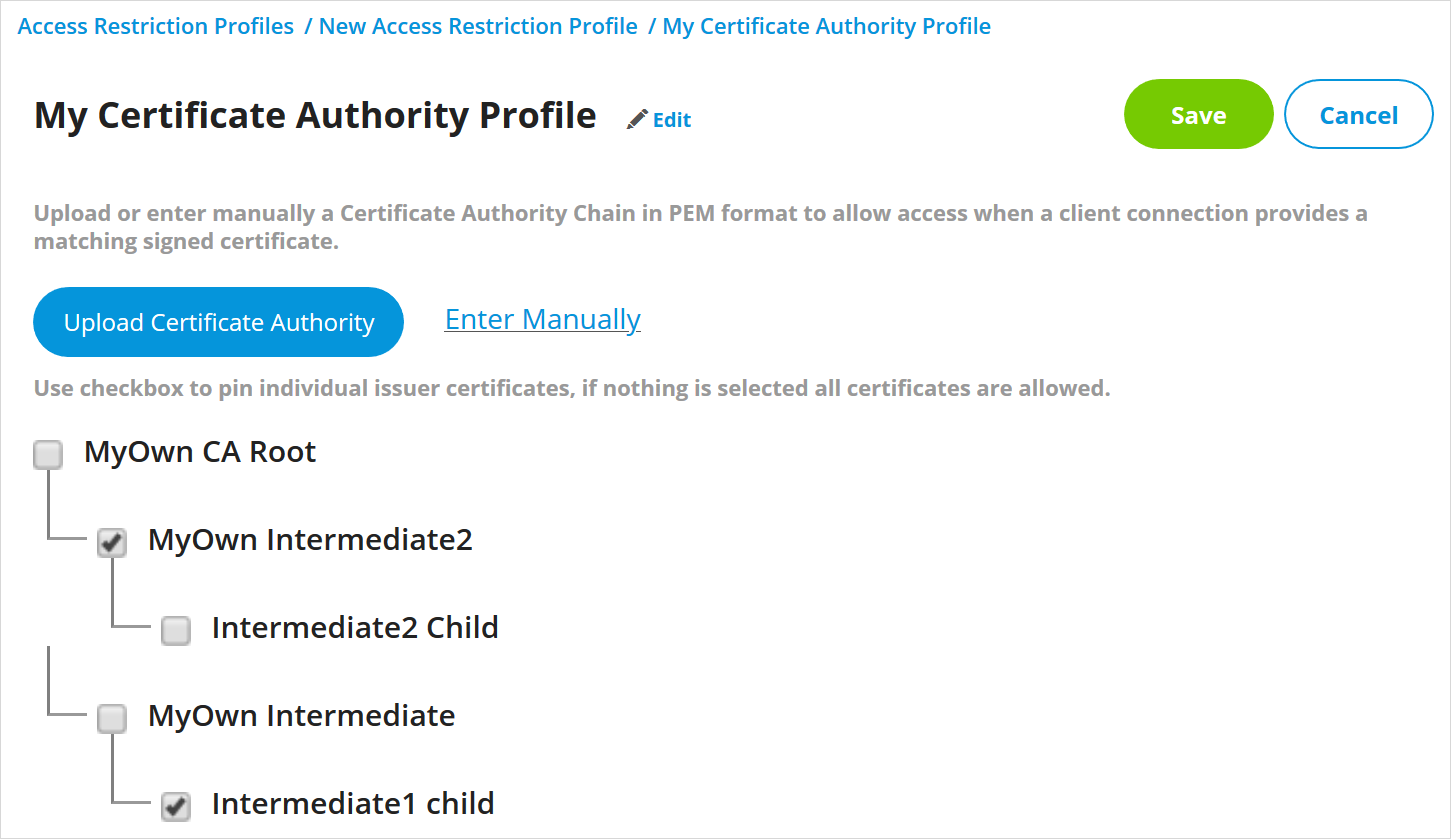 Access Restriction Profiles / New Access Restriction Profile / My Certificate Authority Profile
My Certificate Authority Profile Edit Save Cancel
Upload or enter manually a Certificate Authority Chain in PEM format to allow access when a client connection provides a
matching signed certificate.
Upload Certificate Authority Enter Manually
Use checkbox to pin individual issuer certificates, if nothing is selected all certificates are allowed.
MyOwn CA Root
MyOwn Intermediate2
Intermediate2 Child
MyOwn Intermediate
Intermediate1 child